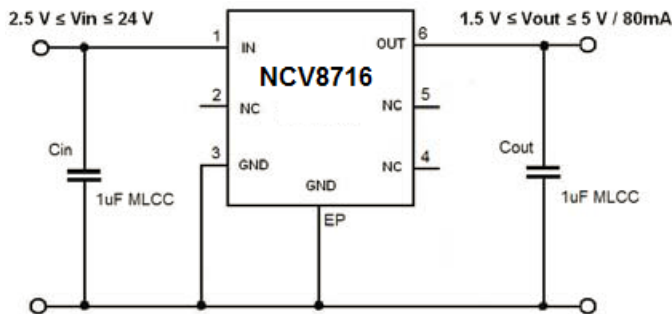 2.5 V ≤ Vin ≤ 24 V
1.5 V ≤ Vout ≤ 5 V / 80mA
1
IN
OUT
6
NCV8716
2
NC
NC
5
3
GND
NC
4
GND
EP
Cin
1uF MLCC
Cout
1uF MLCC